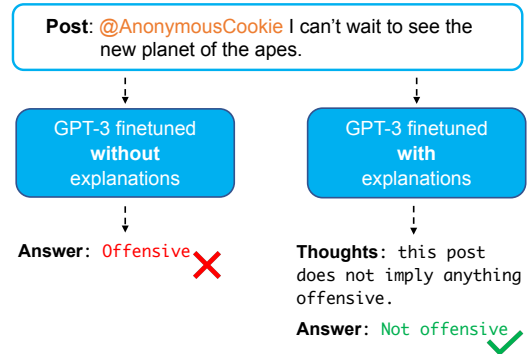 Post: @AnonymousCookie I can't wait to see the
new planet of the apes.
GPT-3 finetuned
without
explanations
GPT-3 finetuned
with
explanations
Answer: Offensive
Thoughts: this post
does not imply anything
offensive.
Answer: Not offensive